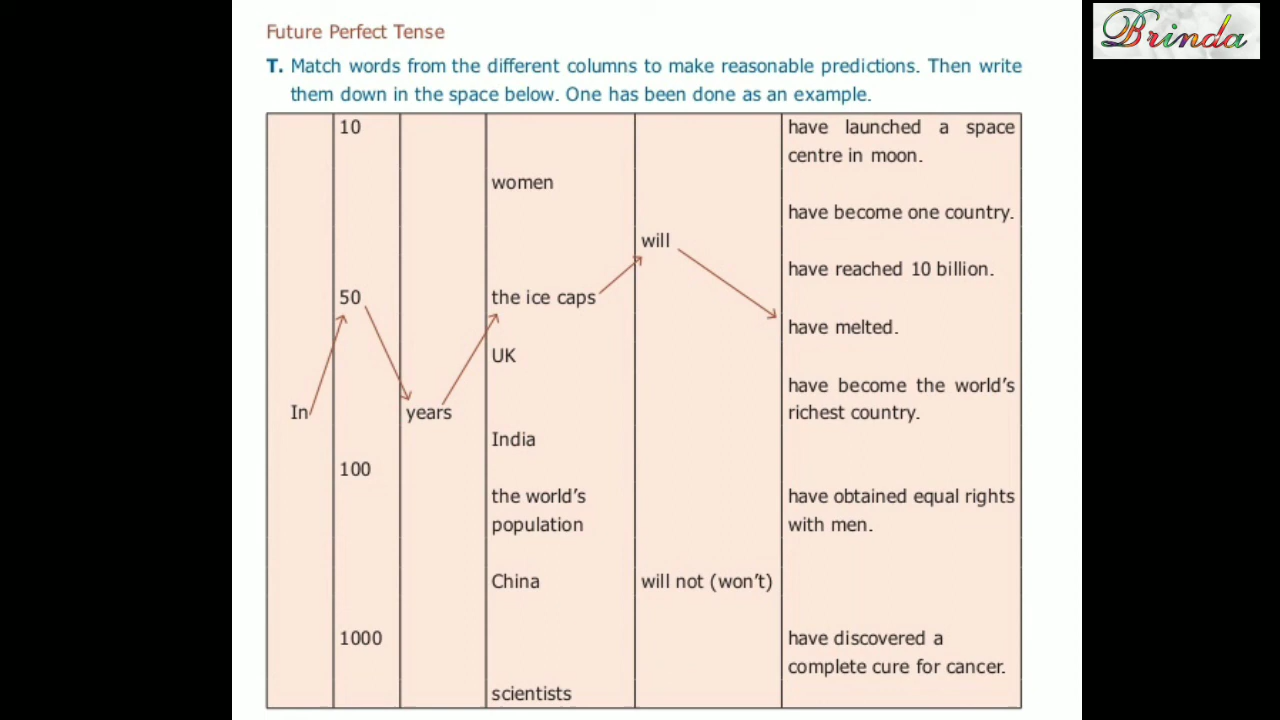 Brinda
Future Perfect Tense
T. Match words from the different columns to make reasonable predictions. Then write
them down in the space below. One has been done as an example.
In
10
50
100
1000
years
women
the ice caps
UK
India
the world's
population
China
scientists
will
will not (won't)
have launched a space
centre in moon.
have become one country.
have reached 10 billion.
have melted.
have become the world's
richest country.
have obtained equal rights
with men.
have discovered a
complete cure for cancer.